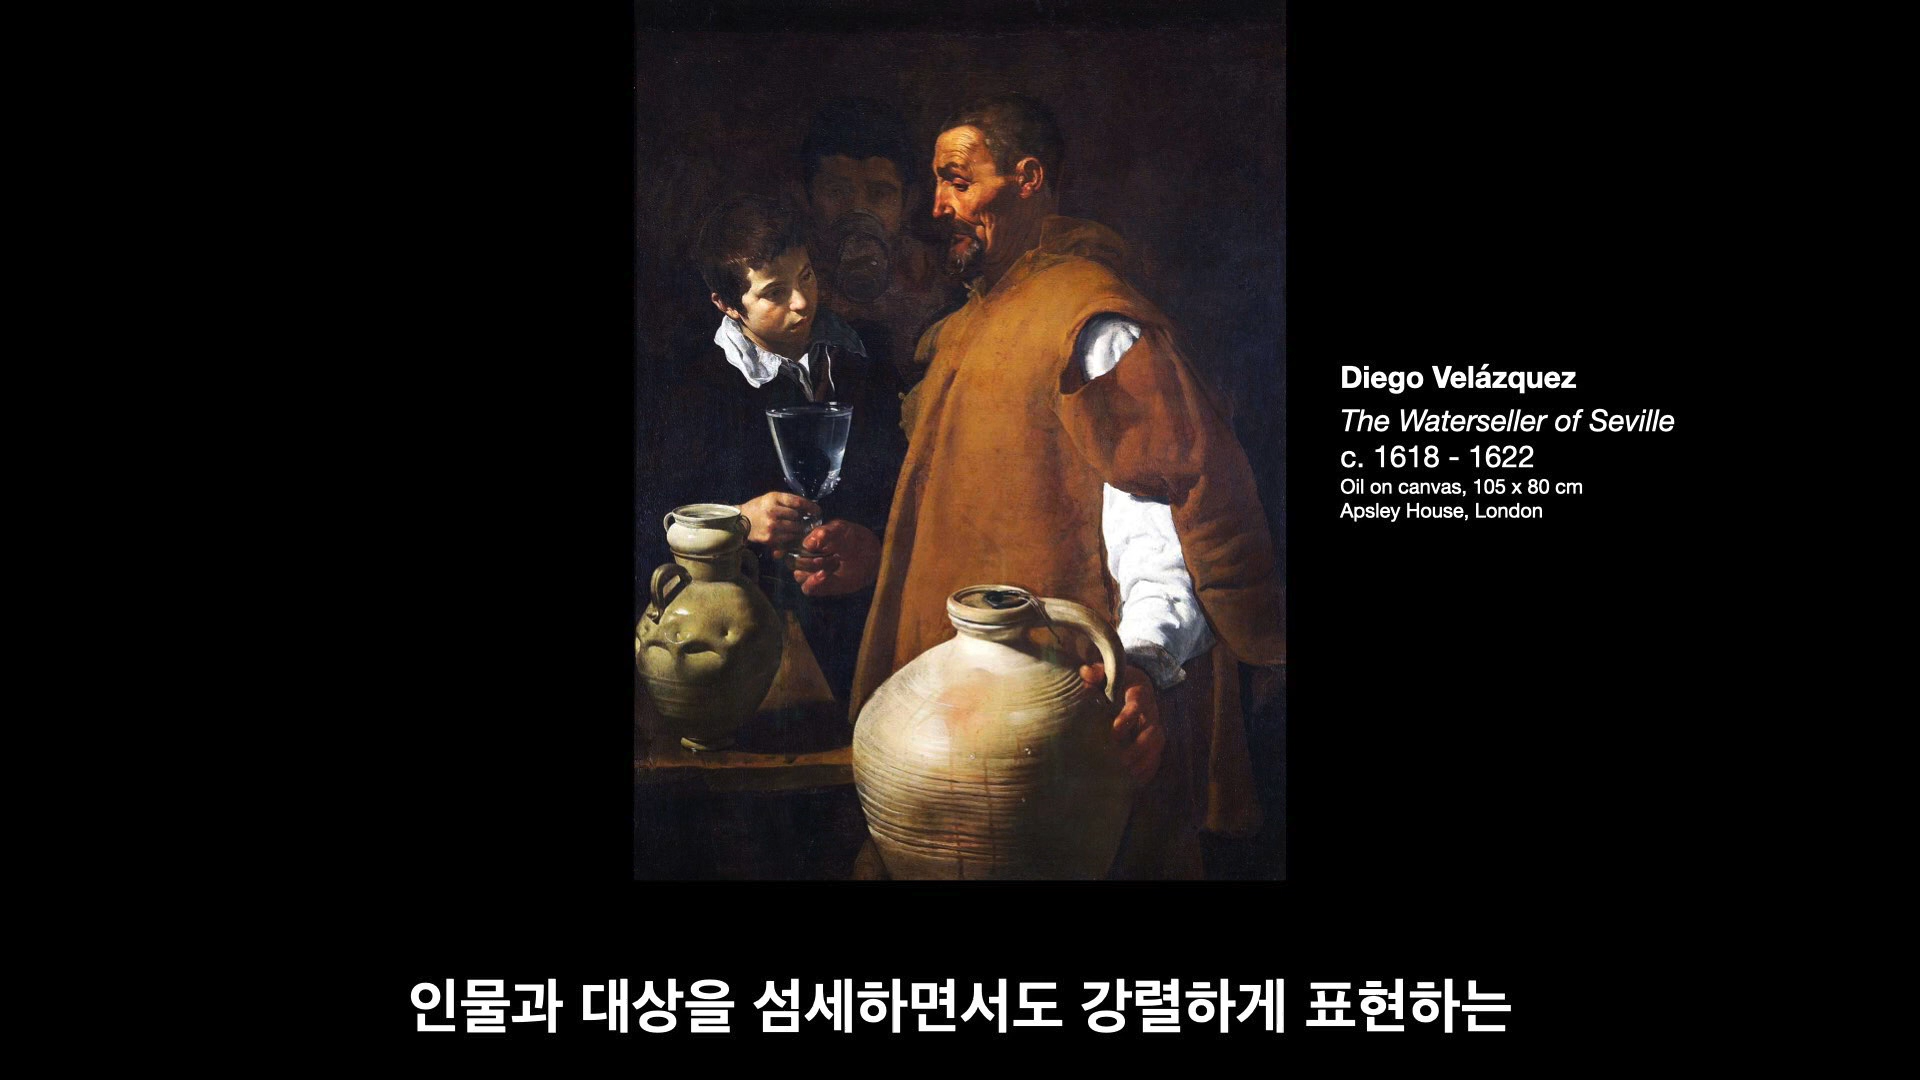 Diego Velázquez
The Waterseller of Seville
c. 1618 - 1622
Oil on canvas, 105 x 80 cm
Apsley House, London
인물과 대상을 섬세하면서도 강렬하게 표현하는